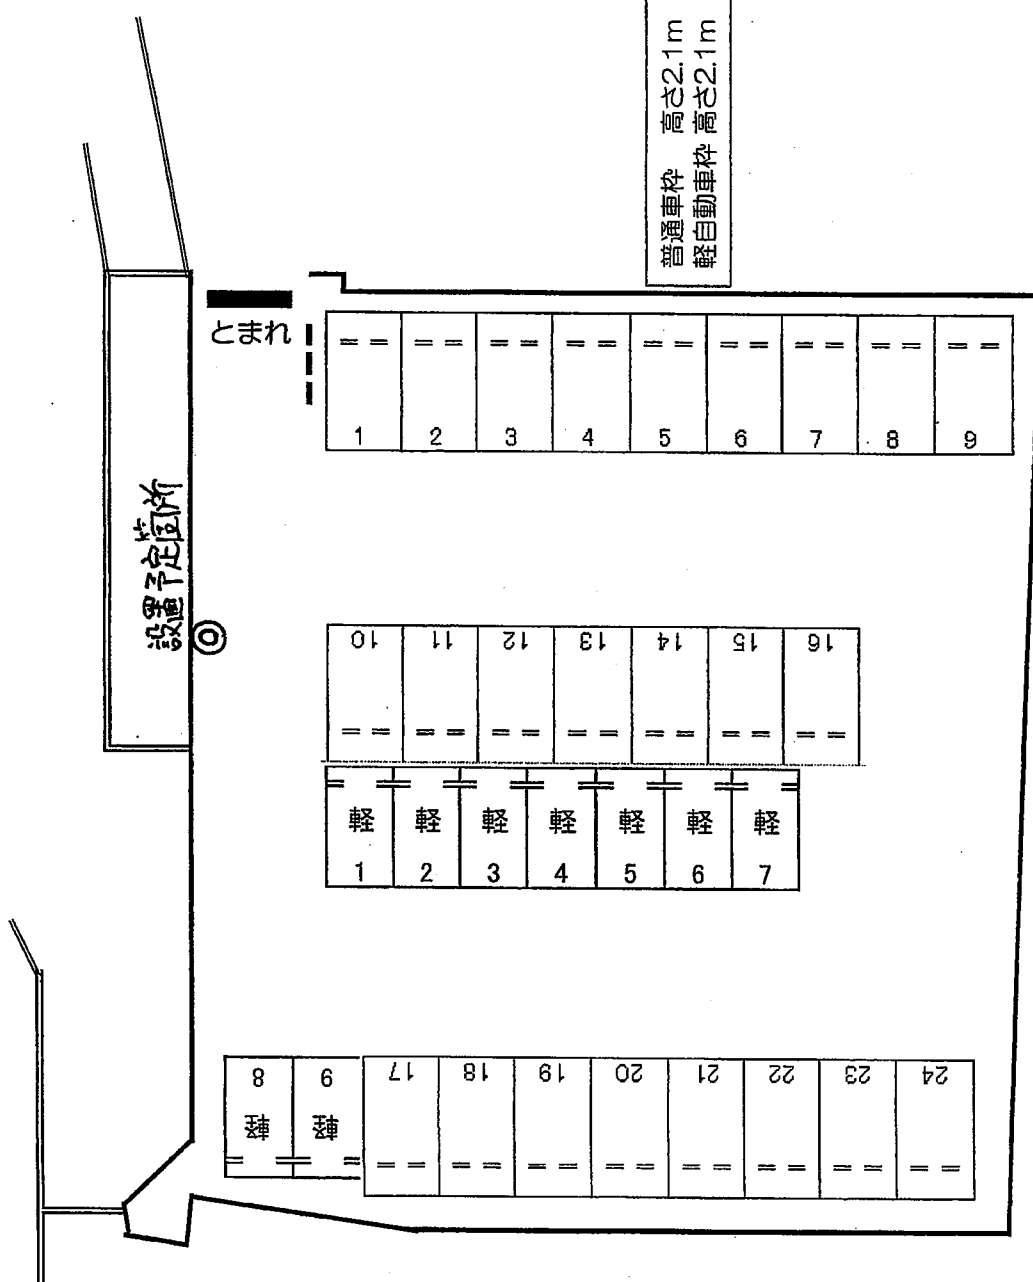 普通車枠　高さ2.1m
軽自動車枠 高さ2.1m
とまれ
1 2 3 4 5 6 7 8 9
設置予定箇所
10 11 12 13 14 15 16
軽 軽 軽 軽 軽 軽 軽
1 2 3 4 5 6 7
8 9 17 18 19 20 21 22 23 24
軽 軽